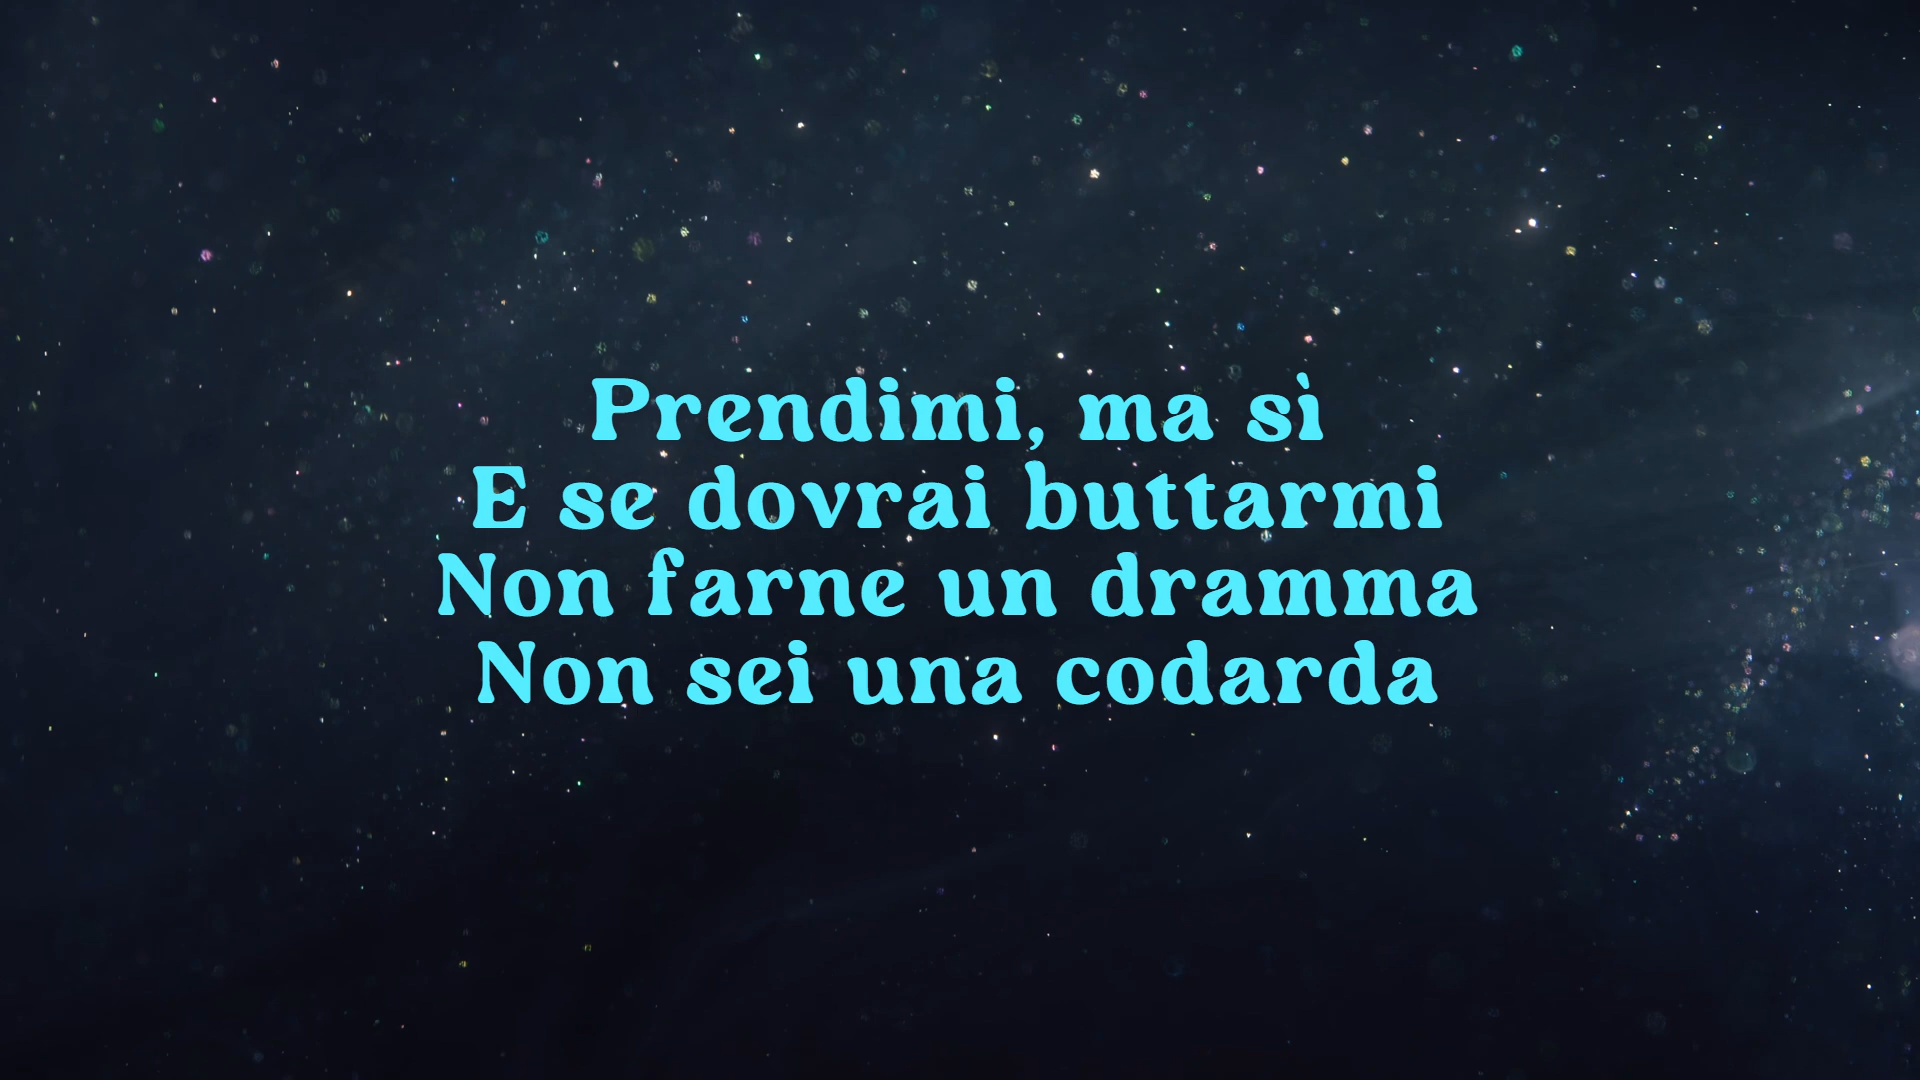 Prendimi, ma sì
E se dovrai buttarmi
Non farne un dramma
Non sei una codarda